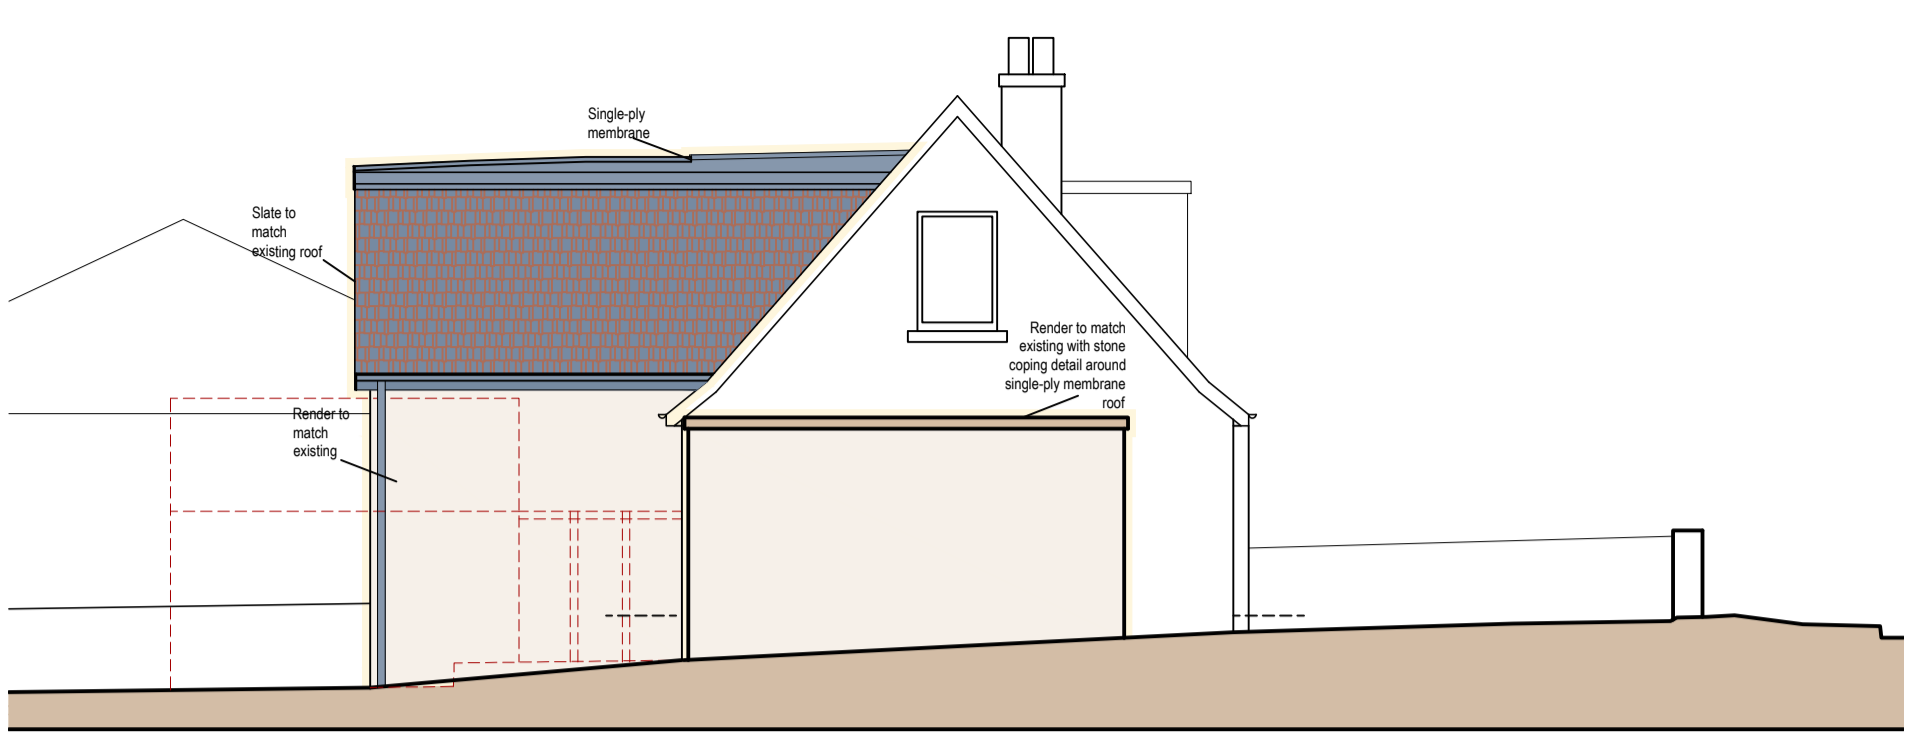 Single-ply
membrane
Slate to
match
existing roof
Render to match
existing with stone
coping detail around
single-ply membrane
roof
Render to
match
existing